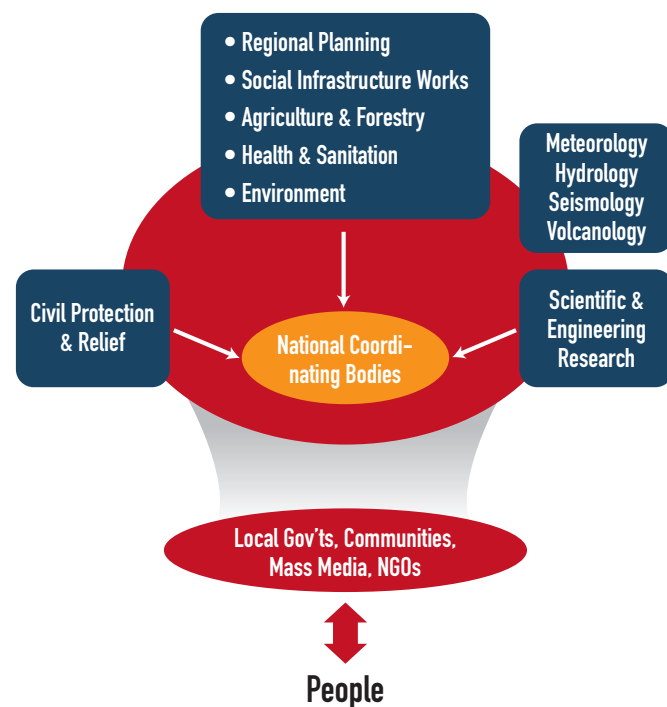 • Regional Planning
• Social Infrastructure Works
• Agriculture & Forestry
• Health & Sanitation
• Environment
Meteorology
Hydrology
Seismology
Volcanology
Civil Protection
& Relief
National Coordi-
nating Bodies
Scientific &
Engineering
Research
Local Gov'ts, Communities,
Mass Media, NGOs
People